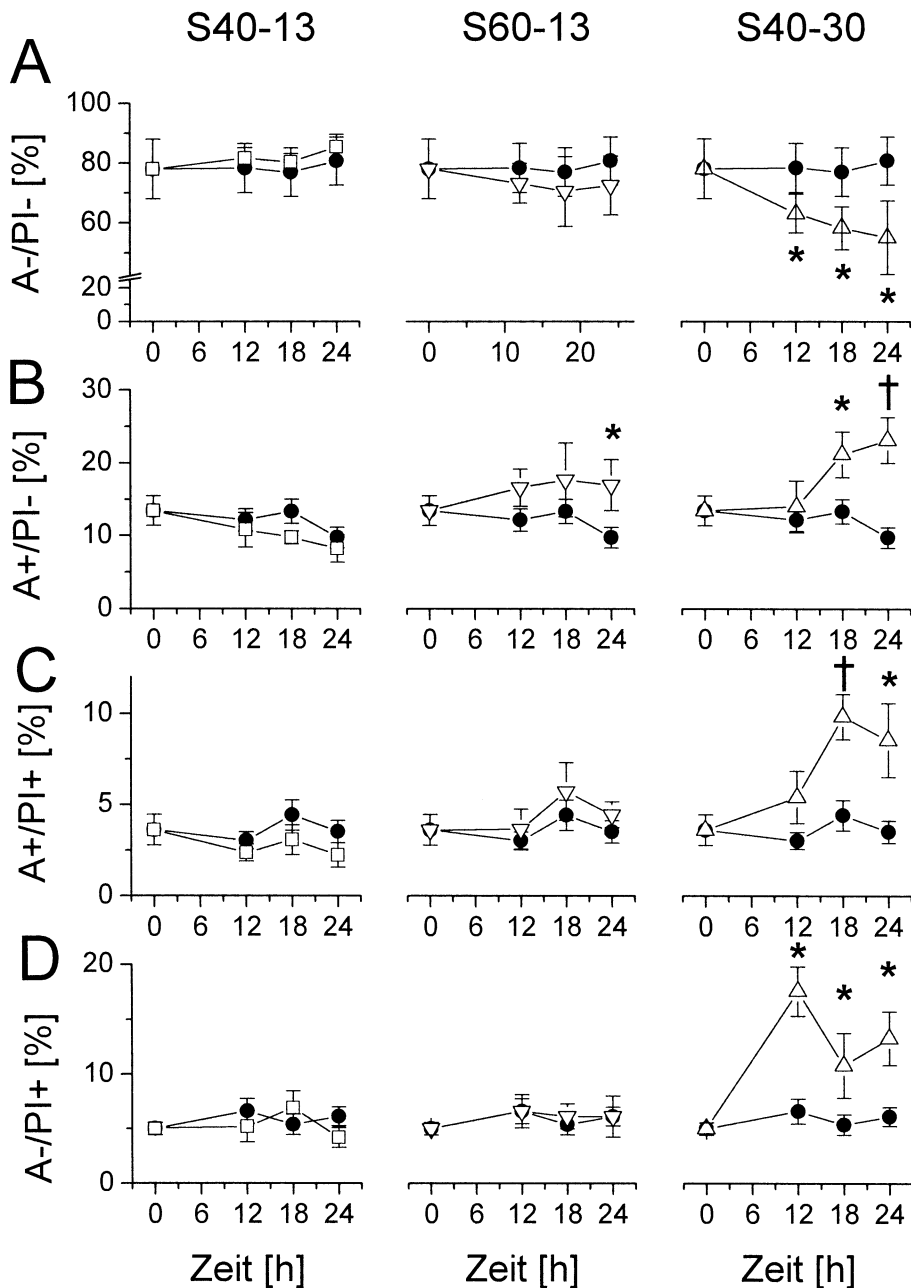 S40-13 S60-13 S40-30
A
A-/PI- [%]
100
80
60
20
0
0 6 12 18 24
0 10 20
0 6 12 18 24
*
*
*
B
A+/PI- [%]
30
20
10
0
0 6 12 18 24
0 6 12 18 24
0 6 12 18 24
*
*
†
C
A+/PI+ [%]
10
5
0
0 6 12 18 24
0 6 12 18 24
0 6 12 18 24
†
*
D
A-/PI+ [%]
20
10
0
0 6 12 18 24
0 6 12 18 24
0 6 12 18 24
*
*
*
Zeit [h] Zeit [h] Zeit [h]